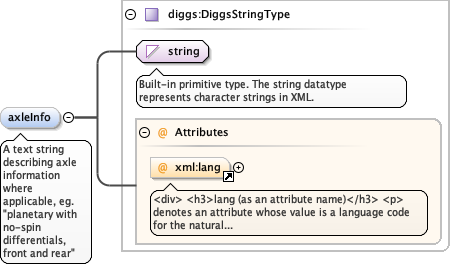 diggs:DiggsStringType
string
Built-in primitive type. The string datatype
represents character strings in XML.
axleInfo
A text string
describing axle
information
where
applicable, eg.
"planetary with
no-spin
differentials,
front and rear"
@ Attributes
@ xml:lang
<div> <h3>lang (as an attribute name)</h3> <p>
denotes an attribute whose value is a language code
for the natural...